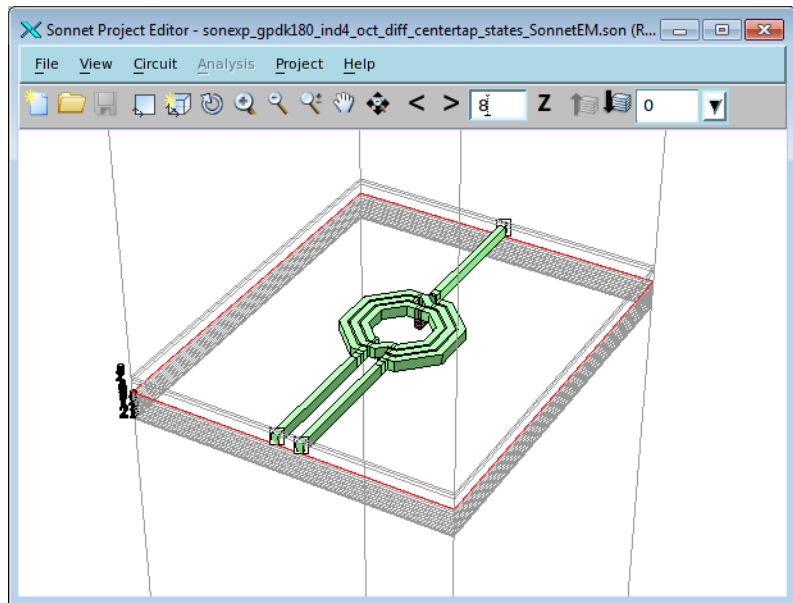 Sonnet Project Editor - sonexp_gpdk180_ind4_oct_diff_centertap_states_SonnetEM.son (R...
File View Circuit Analysis Project Help
< > 8 Z 0